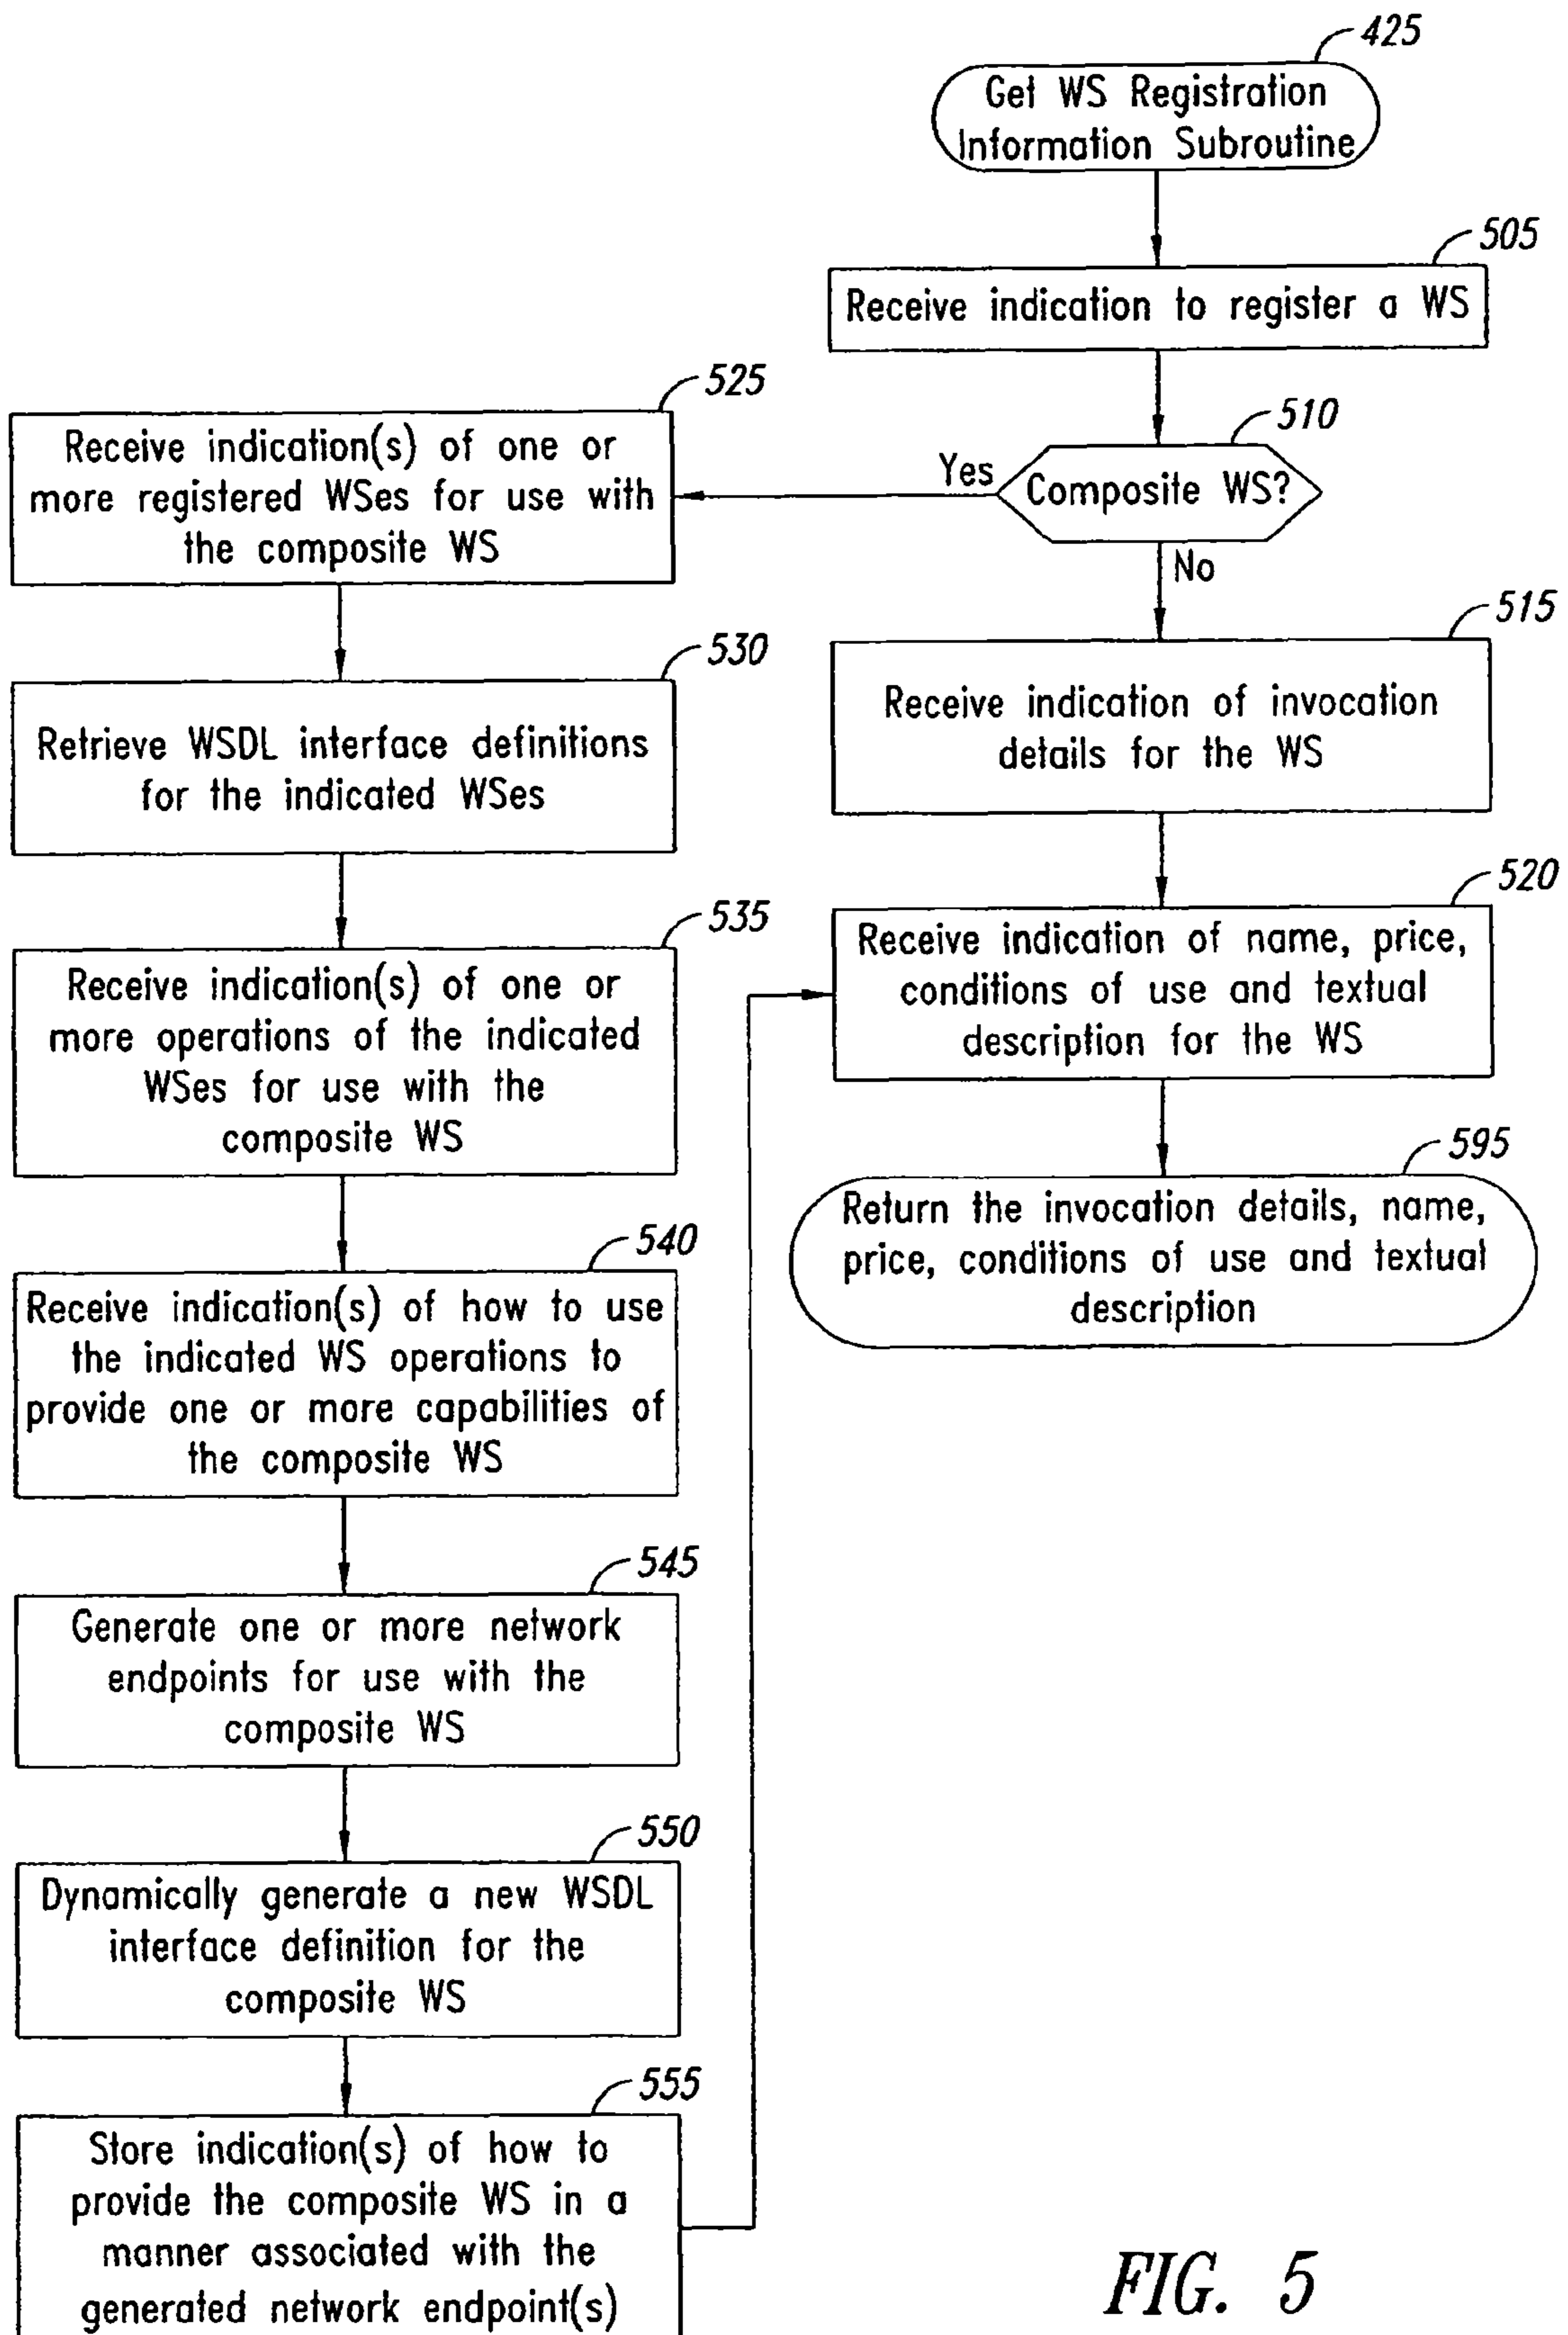 425
Get WS Registration
Information Subroutine
505
Receive indication to register a WS
510
Composite WS?
Yes
No
515
Receive indication of invocation
details for the WS
520
Receive indication of name, price,
conditions of use and textual
description for the WS
595
Return the invocation details, name,
price, conditions of use and textual
description
525
Receive indication(s) of one or
more registered WSes for use with
the composite WS
530
Retrieve WSDL interface definitions
for the indicated WSes
535
Receive indication(s) of one or
more operations of the indicated
WSes for use with the
composite WS
540
Receive indication(s) of how to use
the indicated WS operations to
provide one or more capabilities of
the composite WS
545
Generate one or more network
endpoints for use with the
composite WS
550
Dynamically generate a new WSDL
interface definition for the
composite WS
555
Store indication(s) of how to
provide the composite WS in a
manner associated with the
generated network endpoint(s)
FIG. 5